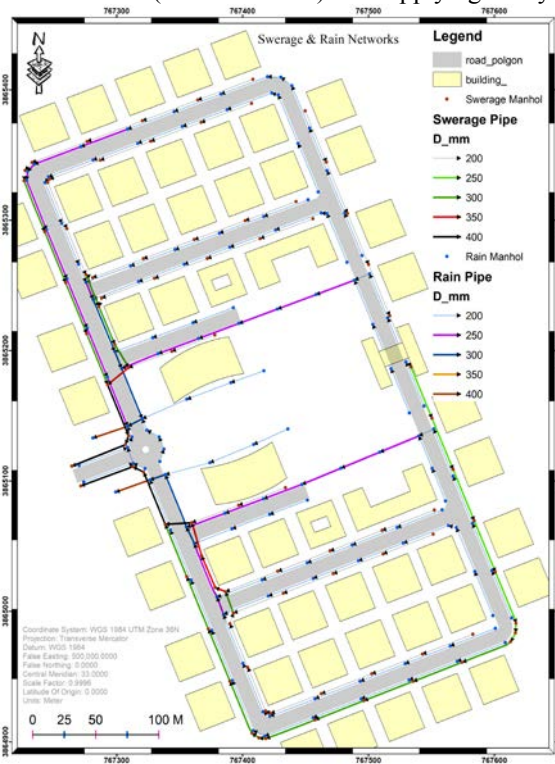 767300 767400 767500 767600
N
Swerage & Rain Networks
Legend
road_polgon
building_
Swerage Manhol
Swerage Pipe
D_mm
200
250
300
350
400
Rain Manhol
Rain Pipe
D_mm
200
250
300
350
400
3865400
3865300
3865200
3865100
3865000
3864900
Coordinate System: WGS 1984 UTM Zone 36N
Projection: Transverse Mercator
Datum: WGS 1984
False Easting: 500,000.0000
False Northing: 0.0000
Central Meridian: 33.0000
Scale Factor: 0.9996
Latitude Of Origin: 0.0000
Units: Meter
0 25 50 100 M
767300 767400 767500 767600